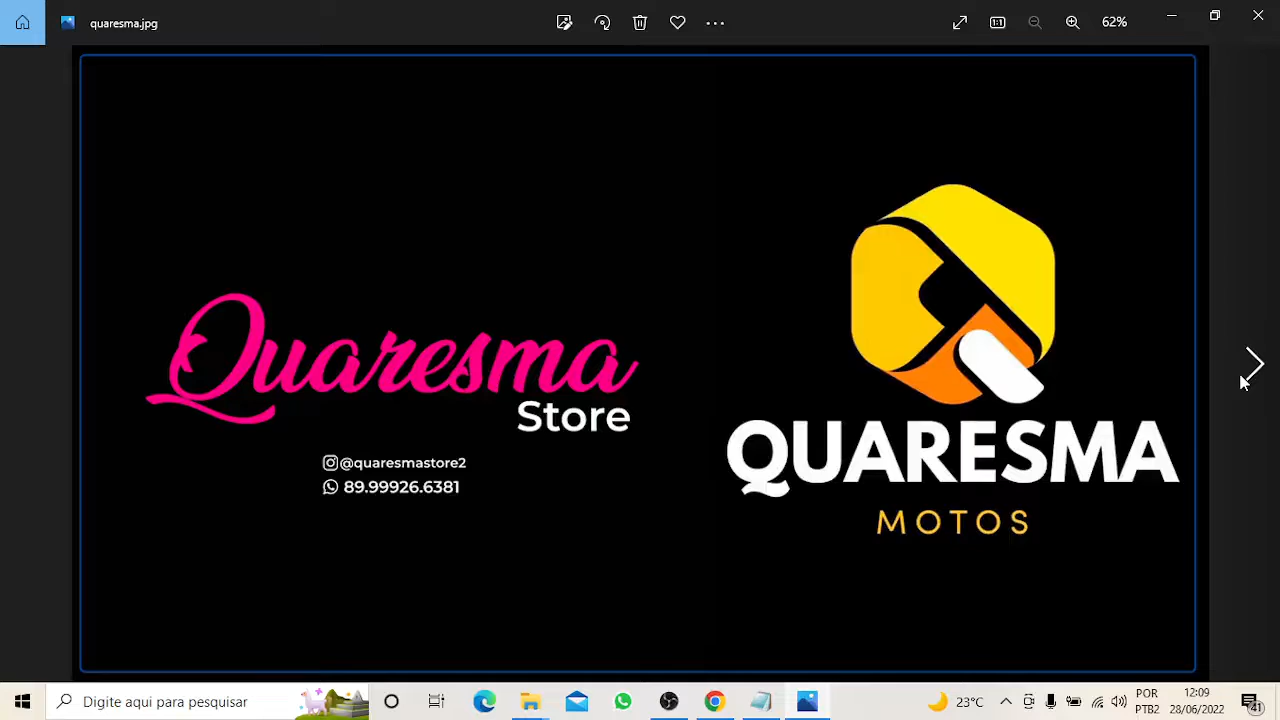 quaresma.jpg
62%
Quaresma
Store
@quaresmastore2
89.99926.6381
QUARESMA
MOTOS
Digite aqui para pesquisar
23°C
POR
PTB2
12:09
28/06/2022
41